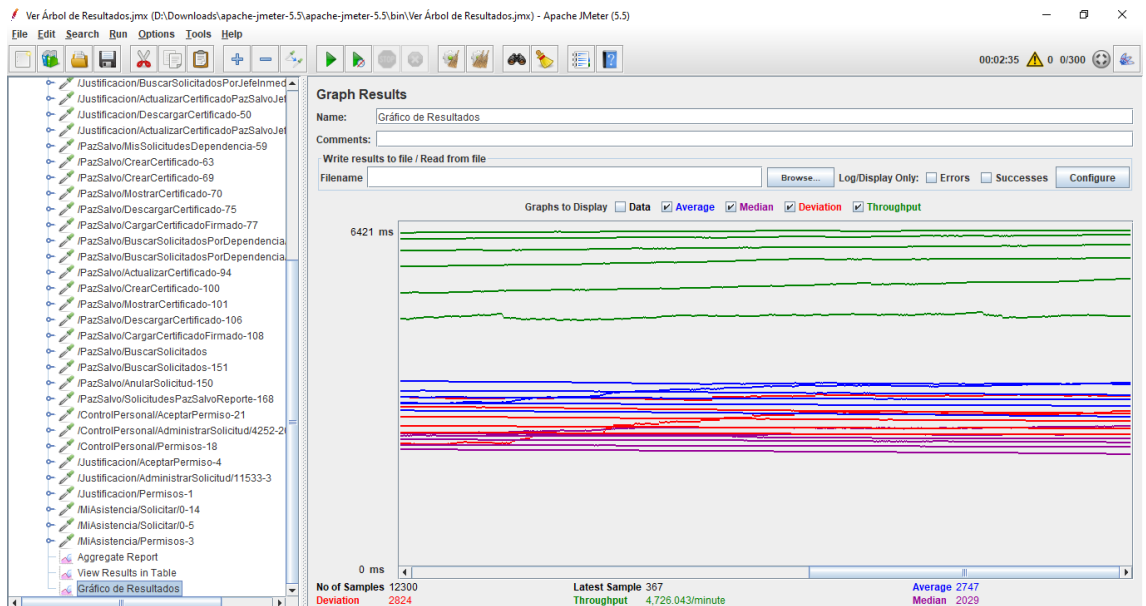 Ver Árbol de Resultados.jmx (D:\Downloads\apache-jmeter-5.5\apache-jmeter-5.5\bin\Ver Árbol de Resultados.jmx) - Apache JMeter (5.5)
File Edit Search Run Options Tools Help
00:02:35 0 0/300
/Justificacion/BuscarSolicitadosPorJefeInmed
/Justificacion/ActualizarCertificadoPazSalvoJef
/Justificacion/DescargarCertificado-50
/Justificacion/ActualizarCertificadoPazSalvoJef
/PazSalvo/MisSolicitudesDependencia-59
/PazSalvo/CrearCertificado-63
/PazSalvo/CrearCertificado-69
/PazSalvo/MostrarCertificado-70
/PazSalvo/DescargarCertificado-75
/PazSalvo/CargarCertificadoFirmado-77
/PazSalvo/BuscarSolicitadosPorDependencia
/PazSalvo/BuscarSolicitadosPorDependencia
/PazSalvo/ActualizarCertificado-94
/PazSalvo/CrearCertificado-100
/PazSalvo/MostrarCertificado-101
/PazSalvo/DescargarCertificado-106
/PazSalvo/CargarCertificadoFirmado-108
/PazSalvo/BuscarSolicitados
/PazSalvo/BuscarSolicitados-151
/PazSalvo/AnularSolicitud-150
/PazSalvo/SolicitudesPazSalvoReporte-168
/ControlPersonal/AceptarPermiso-21
/ControlPersonal/AdministrarSolicitud/4252-20
/ControlPersonal/Permisos-18
/Justificacion/AceptarPermiso-4
/Justificacion/AdministrarSolicitud/11533-3
/Justificacion/Permisos-1
/MiAsistencia/Solicitar/0-14
/MiAsistencia/Solicitar/0-5
/MiAsistencia/Permisos-3
Aggregate Report
View Results in Table
Gráfico de Resultados
Graph Results
Name: Gráfico de Resultados
Comments:
Write results to file / Read from file
Filename Browse... Log/Display Only: Errors Successes Configure
Graphs to Display Data Average Median Deviation Throughput
6421 ms
0 ms
No of Samples 12300 Latest Sample 367 Average 2747
Deviation 2824 Throughput 4,726.043/minute Median 2029